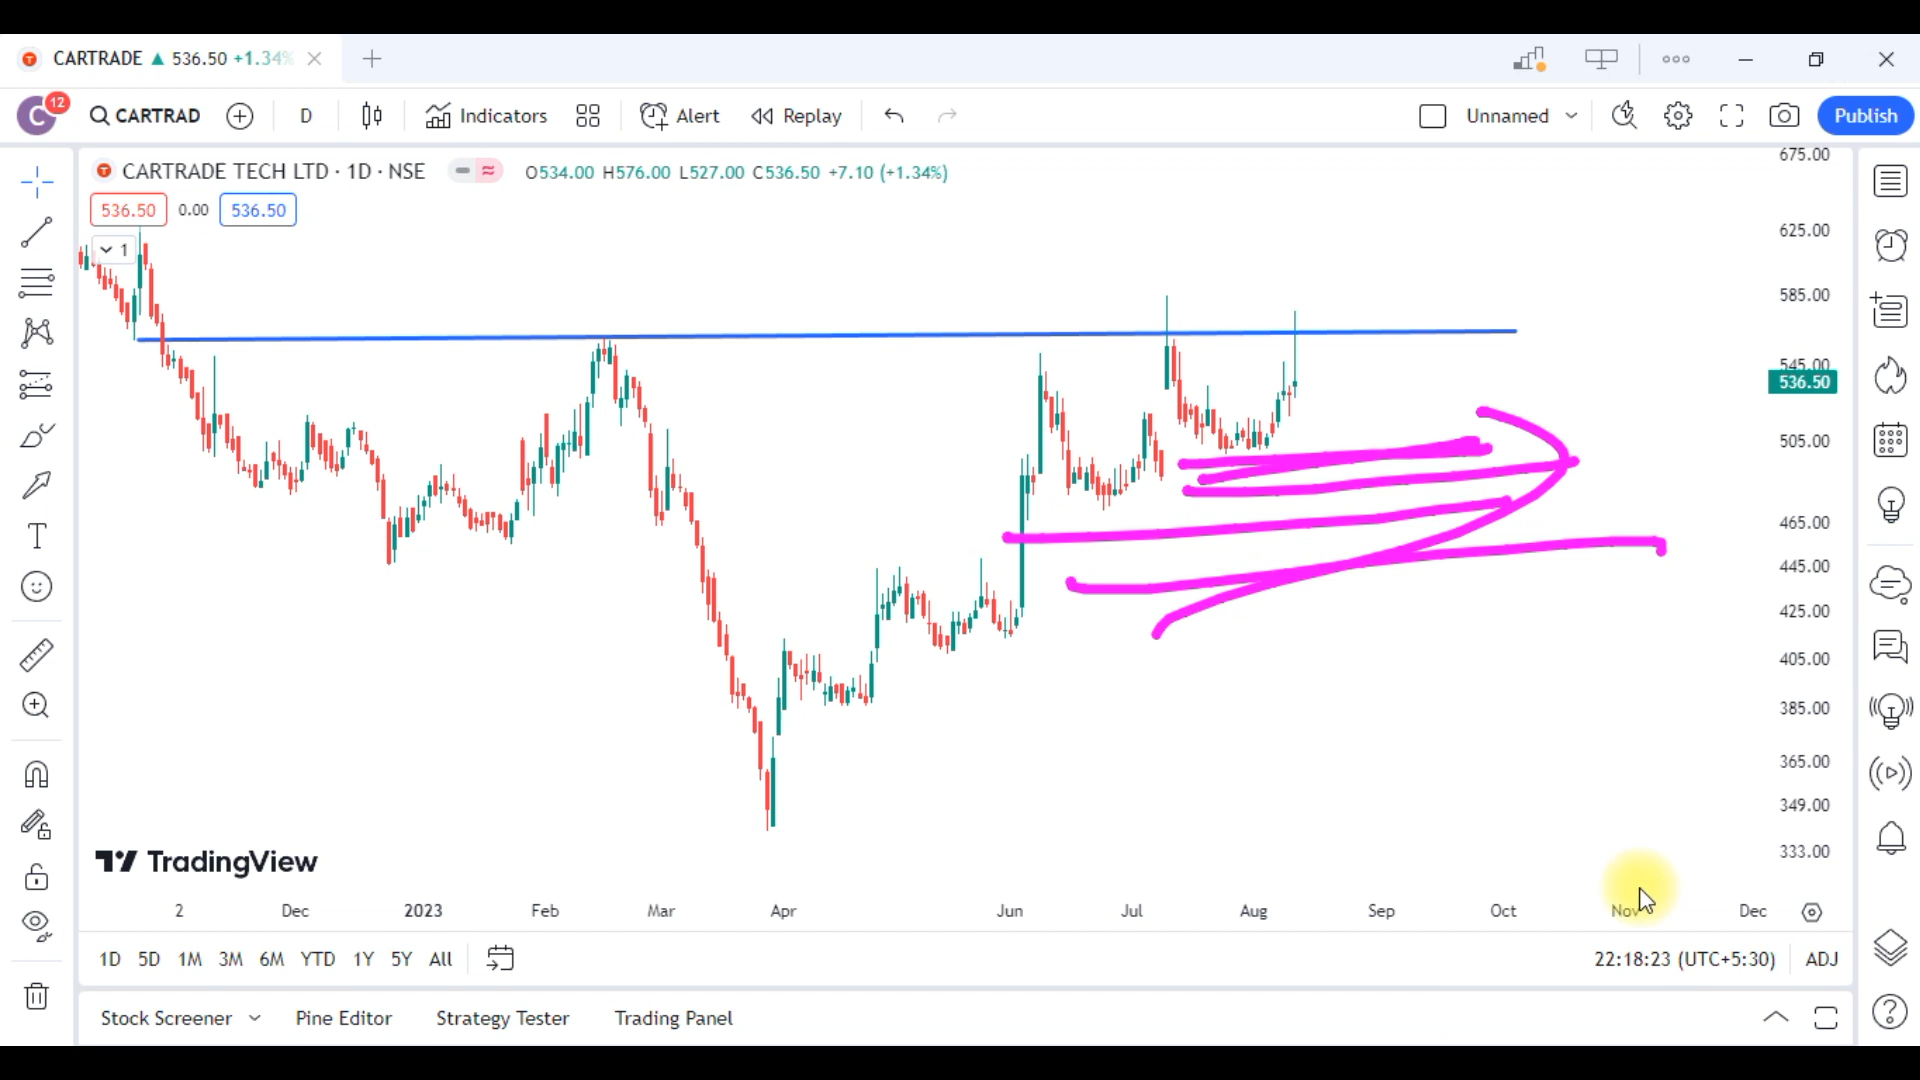 CARTRADE ▲ 536.50 +1.34%
C 12 CARTRAD D Indicators Alert Replay Unnamed Publish
CARTRADE TECH LTD · 1D · NSE O534.00 H576.00 L527.00 C536.50 +7.10 (+1.34%)
536.50 0.00 536.50
1
675.00
625.00
585.00
545.00
536.50
505.00
465.00
445.00
425.00
405.00
385.00
365.00
349.00
333.00
TradingView
2 Dec 2023 Feb Mar Apr Jun Jul Aug Sep Oct Nov Dec
1D 5D 1M 3M 6M YTD 1Y 5Y All 22:18:23 (UTC+5:30) ADJ
Stock Screener Pine Editor Strategy Tester Trading Panel